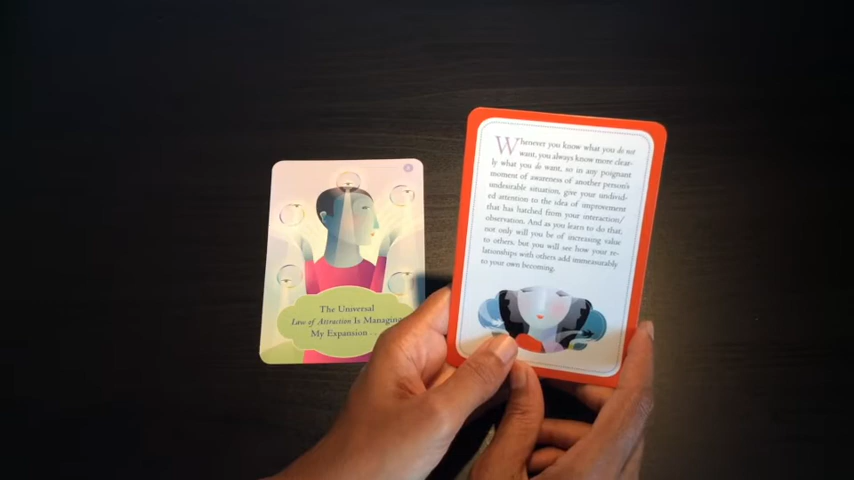 The Universal
Law of Attraction Is Managing
My Expansion . . .
Whenever you know what you do not
want, you always know more clear-
ly what you do want, so in any poignant
moment of awareness of another person's
undesirable situation, give your undivid-
ed attention to the idea of improvement
that has hatched from your interaction/
observation. And as you learn to do that,
not only will you be of increasing value
to others, but you will see how your re-
lationships with others add immeasurably
to your own becoming.